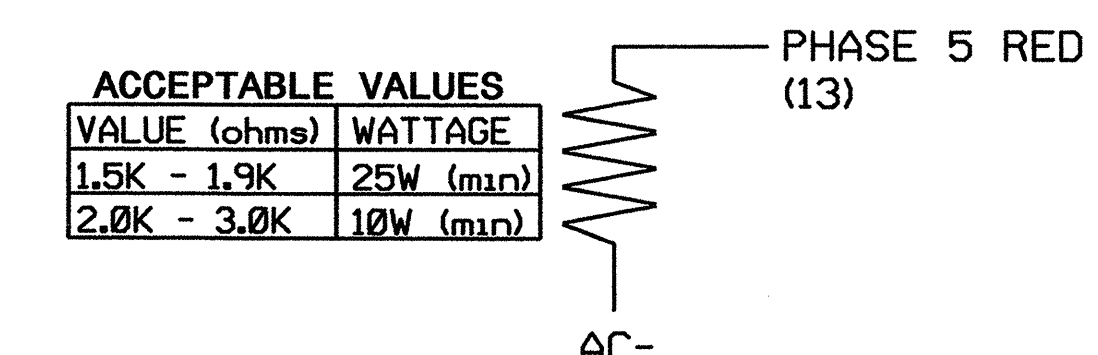 PHASE 5 RED
(13)
ACCEPTABLE VALUES
VALUE (ohms) WATTAGE
1.5K - 1.9K 25W (min)
2.0K - 3.0K 10W (min)
AC-